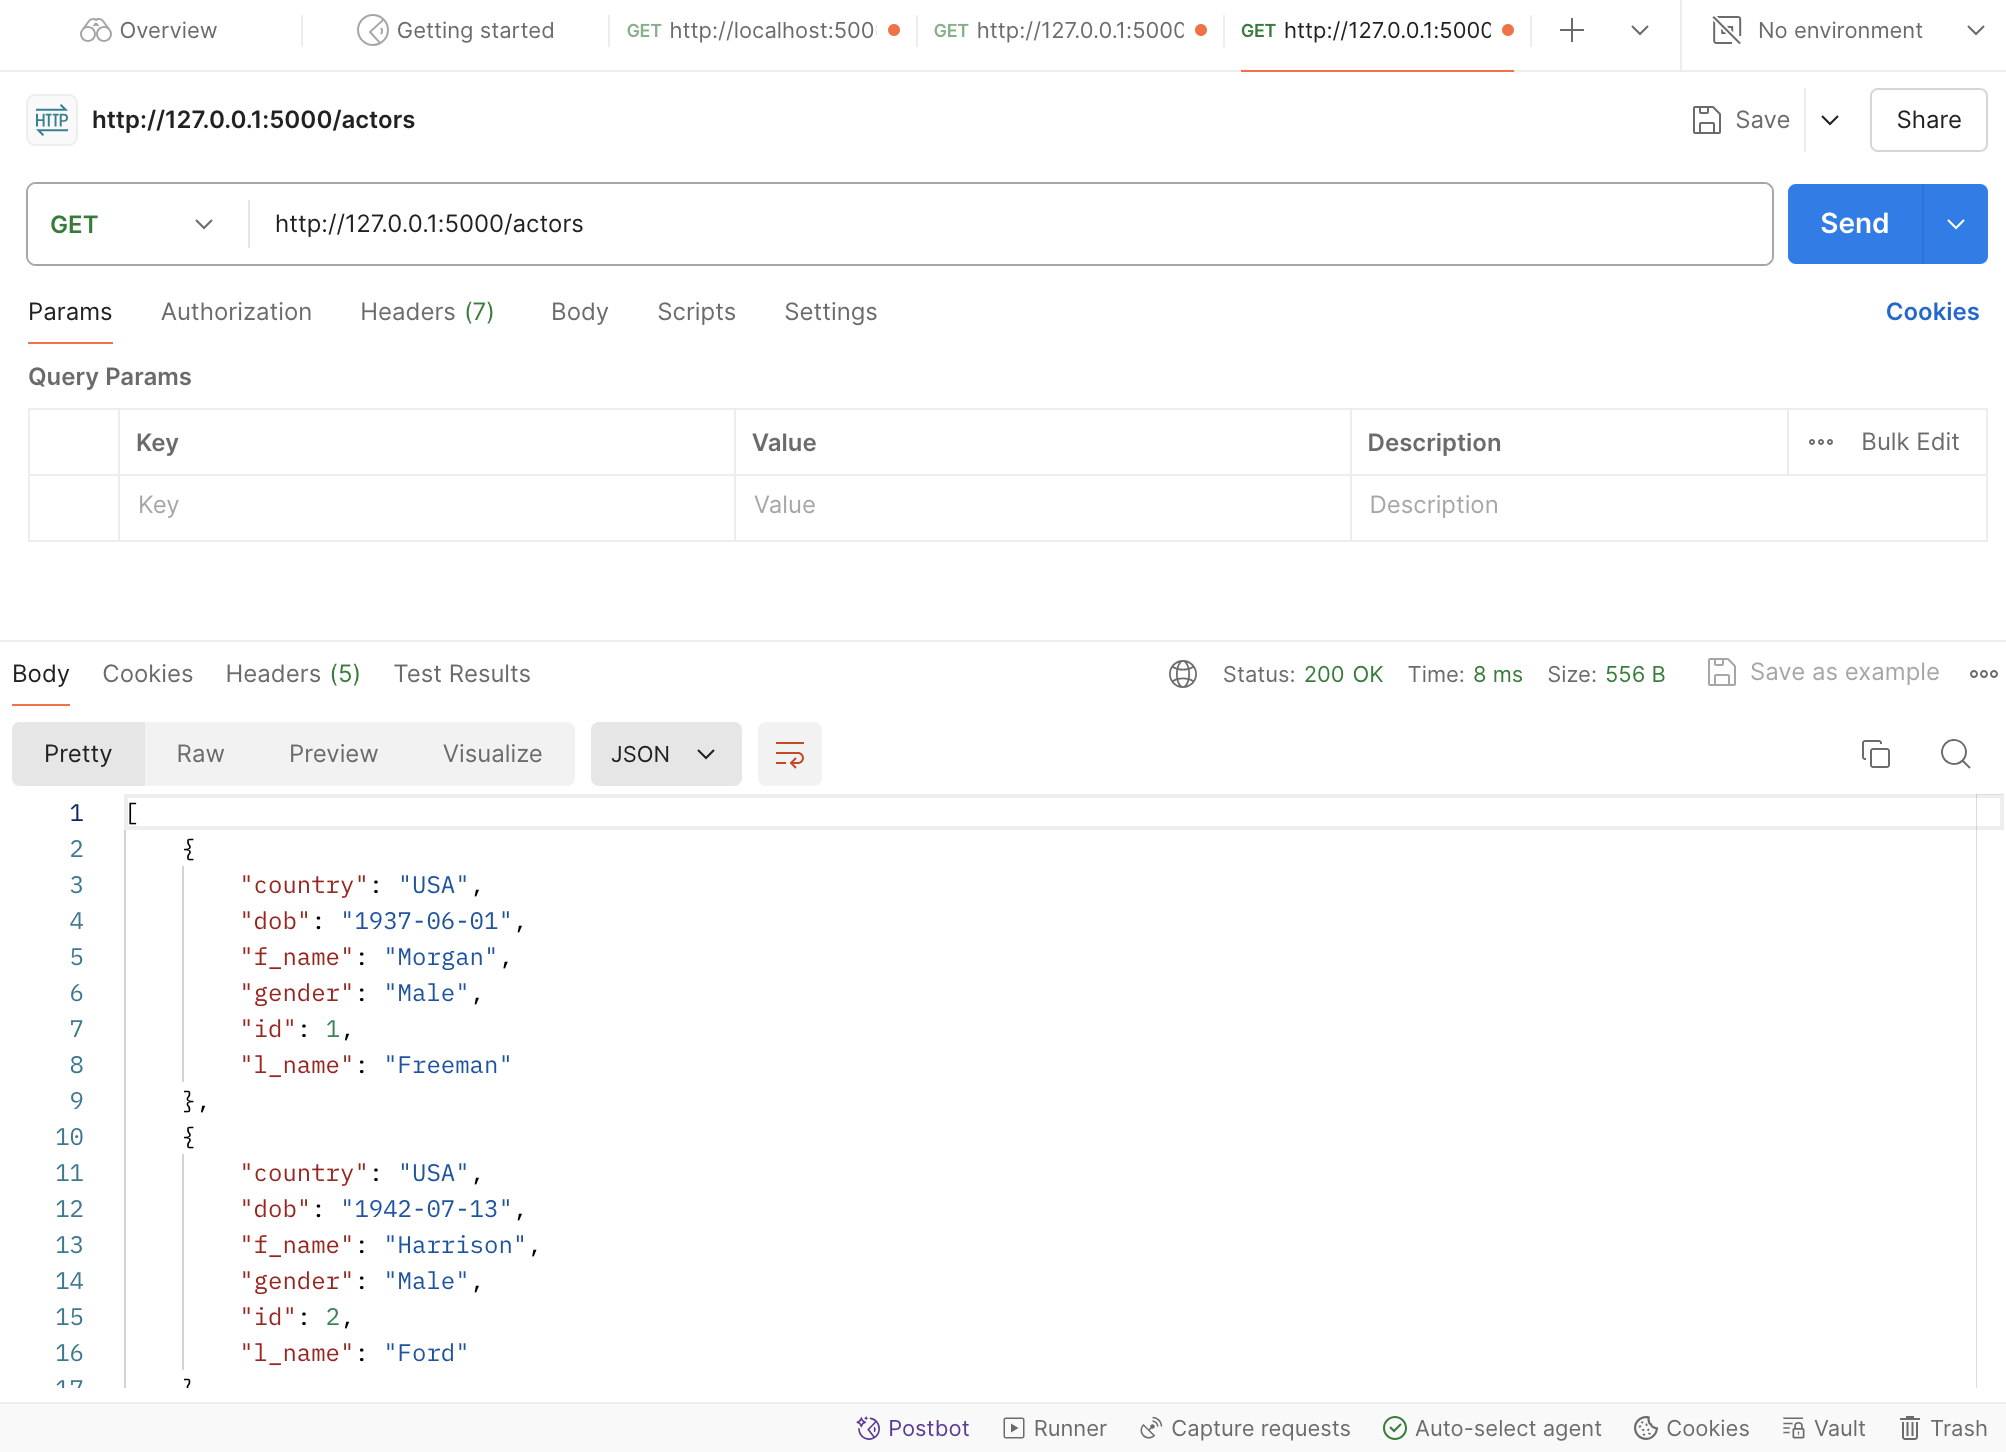 Overview
Getting started
GET http://localhost:500
GET http://127.0.0.1:5000
GET http://127.0.0.1:5000
No environment
HTTP http://127.0.0.1:5000/actors
Save
Share
GET
http://127.0.0.1:5000/actors
Send
Params Authorization Headers (7) Body Scripts Settings Cookies
Query Params
Key Value Description Bulk Edit
Key Value Description
Body Cookies Headers (5) Test Results Status: 200 OK Time: 8 ms Size: 556 B Save as example
Pretty Raw Preview Visualize JSON
1 [
2 {
3 "country": "USA",
4 "dob": "1937-06-01",
5 "f_name": "Morgan",
6 "gender": "Male",
7 "id": 1,
8 "l_name": "Freeman"
9 },
10 {
11 "country": "USA",
12 "dob": "1942-07-13",
13 "f_name": "Harrison",
14 "gender": "Male",
15 "id": 2,
16 "l_name": "Ford"
17 }
Postbot Runner Capture requests Auto-select agent Cookies Vault Trash